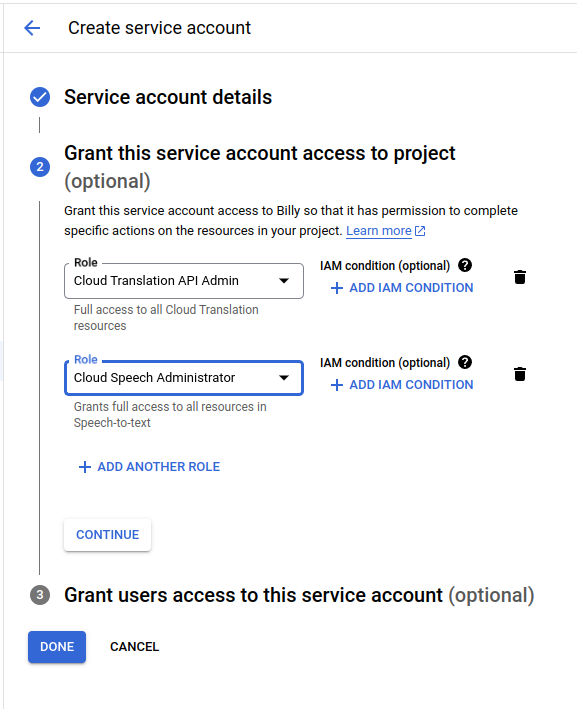 Create service account
Service account details
2
Grant this service account access to project
(optional)
Grant this service account access to Billy so that it has permission to complete
specific actions on the resources in your project. Learn more
Role
Cloud Translation API Admin
IAM condition (optional) ?
+ ADD IAM CONDITION
Full access to all Cloud Translation
resources
Role
Cloud Speech Administrator
IAM condition (optional) ?
+ ADD IAM CONDITION
Grants full access to all resources in
Speech-to-text
+ ADD ANOTHER ROLE
CONTINUE
3
Grant users access to this service account (optional)
DONE
CANCEL